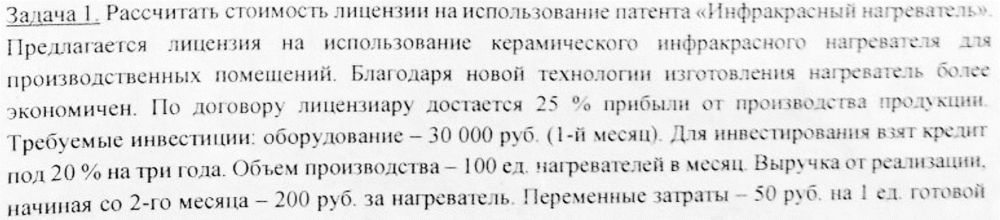 Задача 1. Рассчитать стоимость лицензии на использование патента «Инфракрасный нагреватель».
Предлагается лицензия на использование керамического инфракрасного нагревателя для
производственных помещений. Благодаря новой технологии изготовления нагреватель более
экономичен. По договору лицензиару достается 25 % прибыли от производства продукции.
Требуемые инвестиции: оборудование – 30 000 руб. (1-й месяц). Для инвестирования взят кредит
под 20 % на три года. Объем производства – 100 ед. нагревателей в месяц. Выручка от реализации,
начиная со 2-го месяца – 200 руб. за нагреватель. Переменные затраты – 50 руб. на 1 ед. готовой